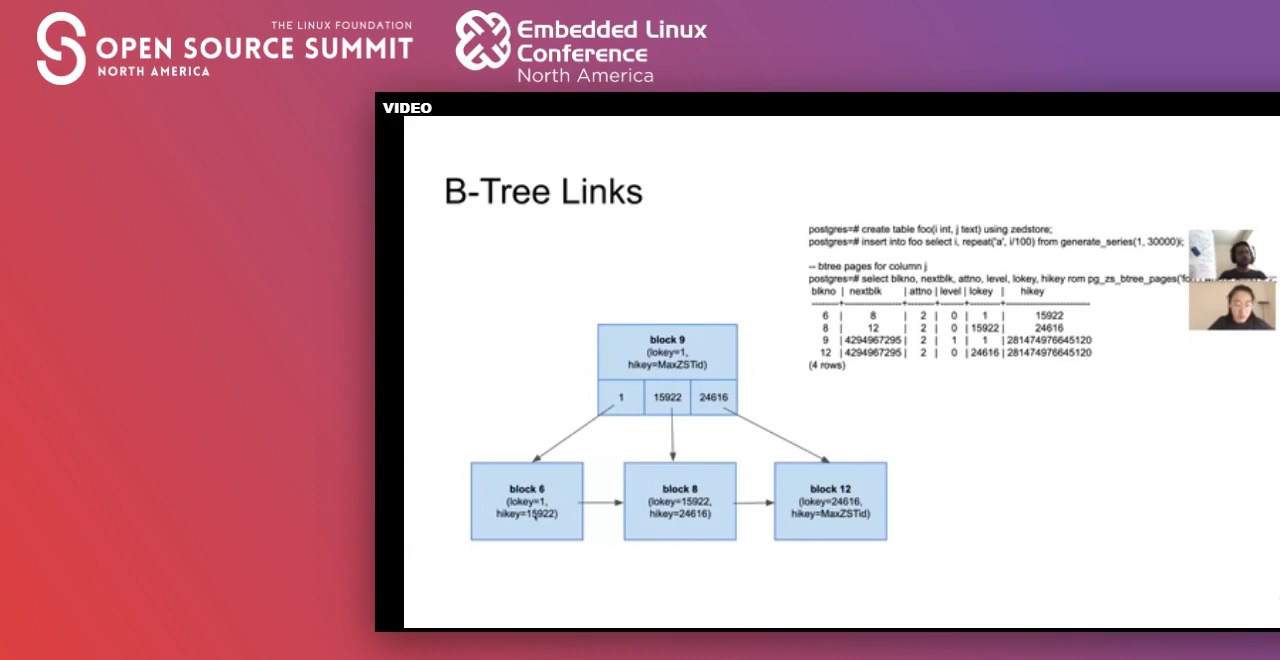 THE LINUX FOUNDATION
OPEN SOURCE SUMMIT
NORTH AMERICA
Embedded Linux
Conference
North America
VIDEO
B-Tree Links
postgres=# create table foo(i int, j text) using zedstore;
postgres=# insert into foo select i, repeat('a', i/100) from generate_series(1, 30000)i;
-- btree pages for column j
postgres=# select blkno, nextblk, attno, level, lokey, hikey rom pg_zs_btree_pages('foo
blkno | nextblk | attno | level | lokey | hikey
6 | 8 | 2 | 0 | 1 | 15922
8 | 12 | 2 | 0 | 15922 | 24616
9 | 4294967295 | 2 | 1 | 1 | 281474976645120
12 | 4294967295 | 2 | 0 | 24616 | 281474976645120
(4 rows)
block 9
(lokey=1,
hikey=MaxZSTid)
1 15922 24616
block 6
(lokey=1,
hikey=15922)
block 8
(lokey=15922,
hikey=24616)
block 12
(lokey=24616,
hikey=MaxZSTid)